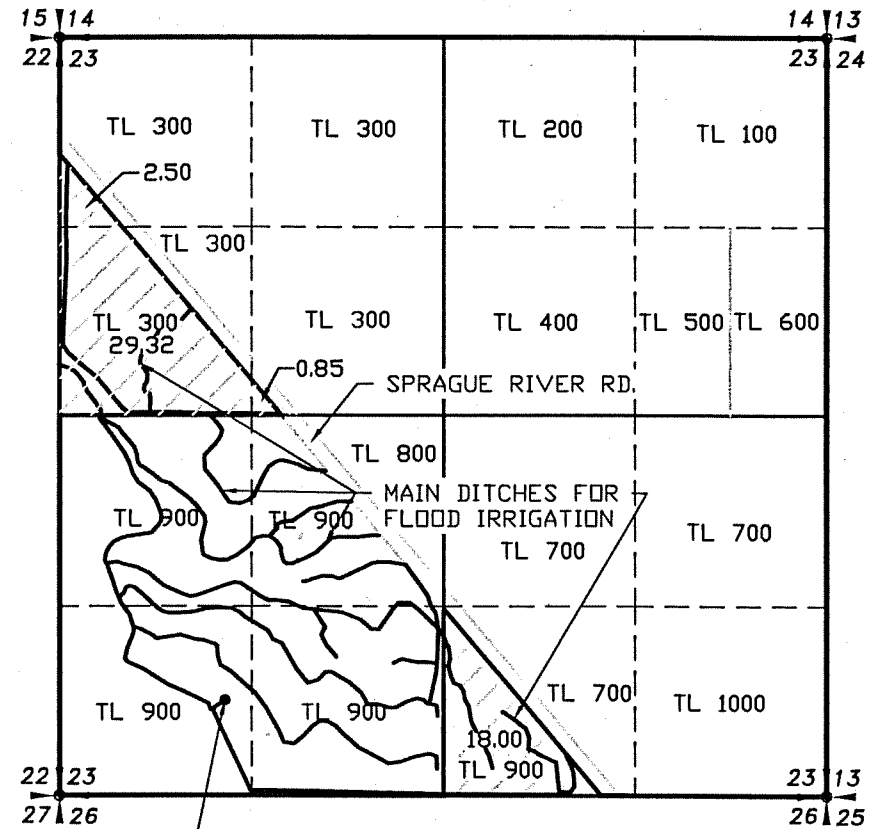 15 14
14 13
22 23
23 24
TL 300
TL 300
TL 200
TL 100
2.50
TL 300
TL 300
29.32
TL 300
TL 400
TL 500
TL 600
0.85
SPRAGUE RIVER RD.
TL 800
MAIN DITCHES FOR
FLOOD IRRIGATION
TL 900
TL 900
TL 700
TL 700
TL 900
TL 900
TL 700
TL 1000
18.00
TL 900
22 23
23 13
27 26
26 25